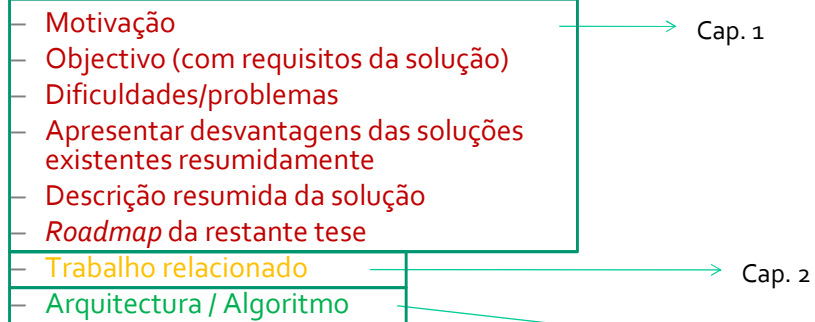 – Motivação
Cap. 1
– Objectivo (com requisitos da solução)
– Dificuldades/problemas
– Apresentar desvantagens das soluções
existentes resumidamente
– Descrição resumida da solução
– Roadmap da restante tese
– Trabalho relacionado
Cap. 2
– Arquitectura / Algoritmo